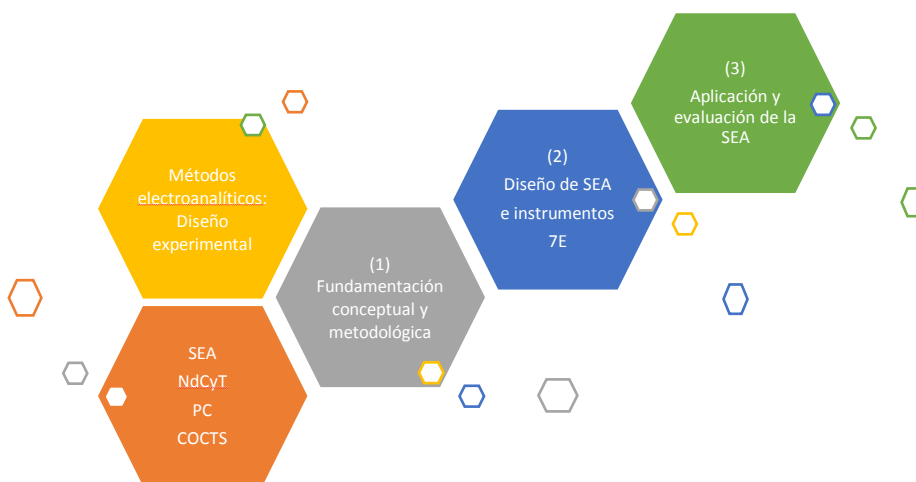 Métodos
electroanalíticos:
Diseño
experimental
SEA
NdCyT
PC
COCTS
(1)
Fundamentación
conceptual y
metodológica
(2)
Diseño de SEA
e instrumentos
7E
(3)
Aplicación y
evaluación de la
SEA